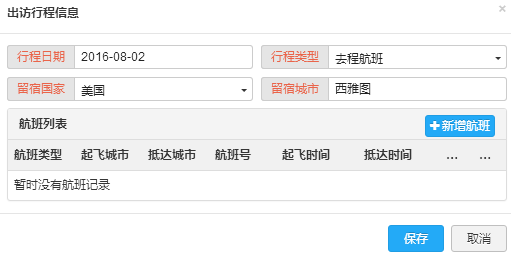 出访行程信息 ×
行程日期 2016-08-02 行程类型 去程航班
留宿国家 美国 留宿城市 西雅图
航班列表 +新增航班
航班类型 起飞城市 抵达城市 航班号 起飞时间 抵达时间 ... ...
暂时没有航班记录
保存 取消